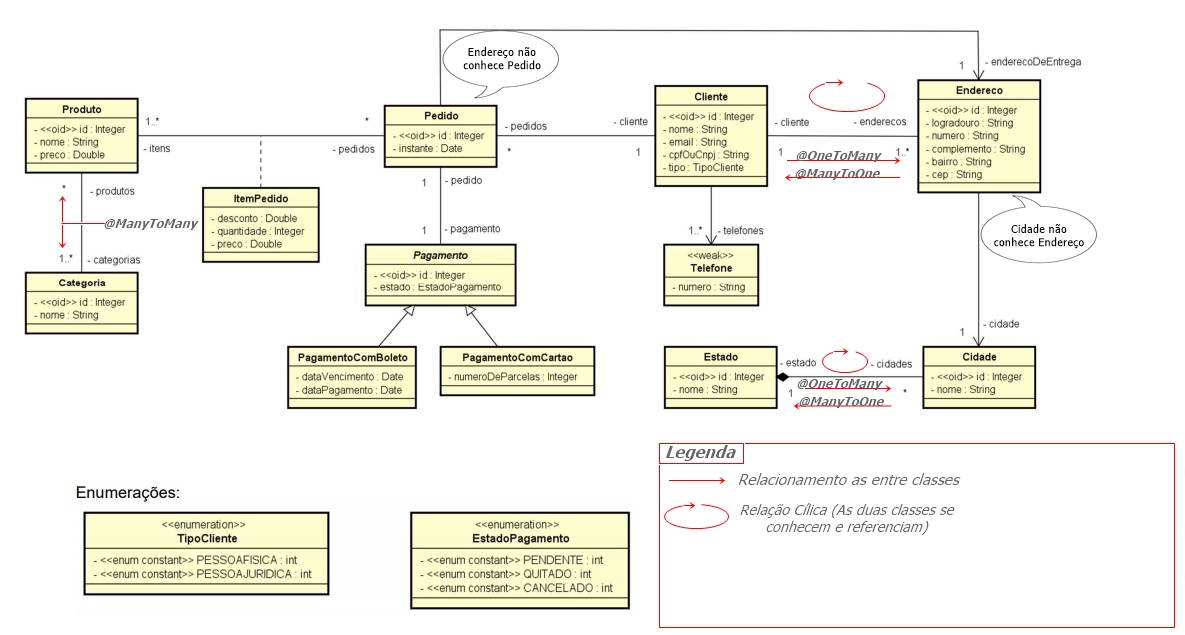 Endereço não
conhece Pedido
1
- enderecoDeEntrega
Produto
- <<oid>> id : Integer
- nome : String
- preco : Double
1..*
- itens
*
- pedidos
Pedido
- <<oid>> id : Integer
- instante : Date
- pedidos
*
- cliente
1
Cliente
- <<oid>> id : Integer
- nome : String
- email : String
- cpfOuCnpj : String
- tipo : TipoCliente
- cliente
1
- enderecos
1..*
@OneToMany
@ManyToOne
Endereco
- <<oid>> id : Integer
- logradouro : String
- numero : String
- complemento : String
- bairro : String
- cep : String
*
- produtos
@ManyToMany
1..*
- categorias
ItemPedido
- desconto : Double
- quantidade : Integer
- preco : Double
1
- pedido
1
- pagamento
1..*
- telefones
Cidade não
conhece Endereço
Categoria
- <<oid>> id : Integer
- nome : String
Pagamento
- <<oid>> id : Integer
- estado : EstadoPagamento
<<weak>>
Telefone
- numero : String
1
- cidade
PagamentoComBoleto
- dataVencimento : Date
- dataPagamento : Date
PagamentoComCartao
- numeroDeParcelas : Integer
Estado
- <<oid>> id : Integer
- nome : String
- estado
1
- cidades
*
@OneToMany
@ManyToOne
Cidade
- <<oid>> id : Integer
- nome : String
Enumerações:
<<enumeration>>
TipoCliente
- <<enum constant>> PESSOAFISICA : int
- <<enum constant>> PESSOAJURIDICA : int
<<enumeration>>
EstadoPagamento
- <<enum constant>> PENDENTE : int
- <<enum constant>> QUITADO : int
- <<enum constant>> CANCELADO : int
Legenda
Relacionamento as entre classes
Relação Cílica (As duas classes se
conhecem e referenciam)